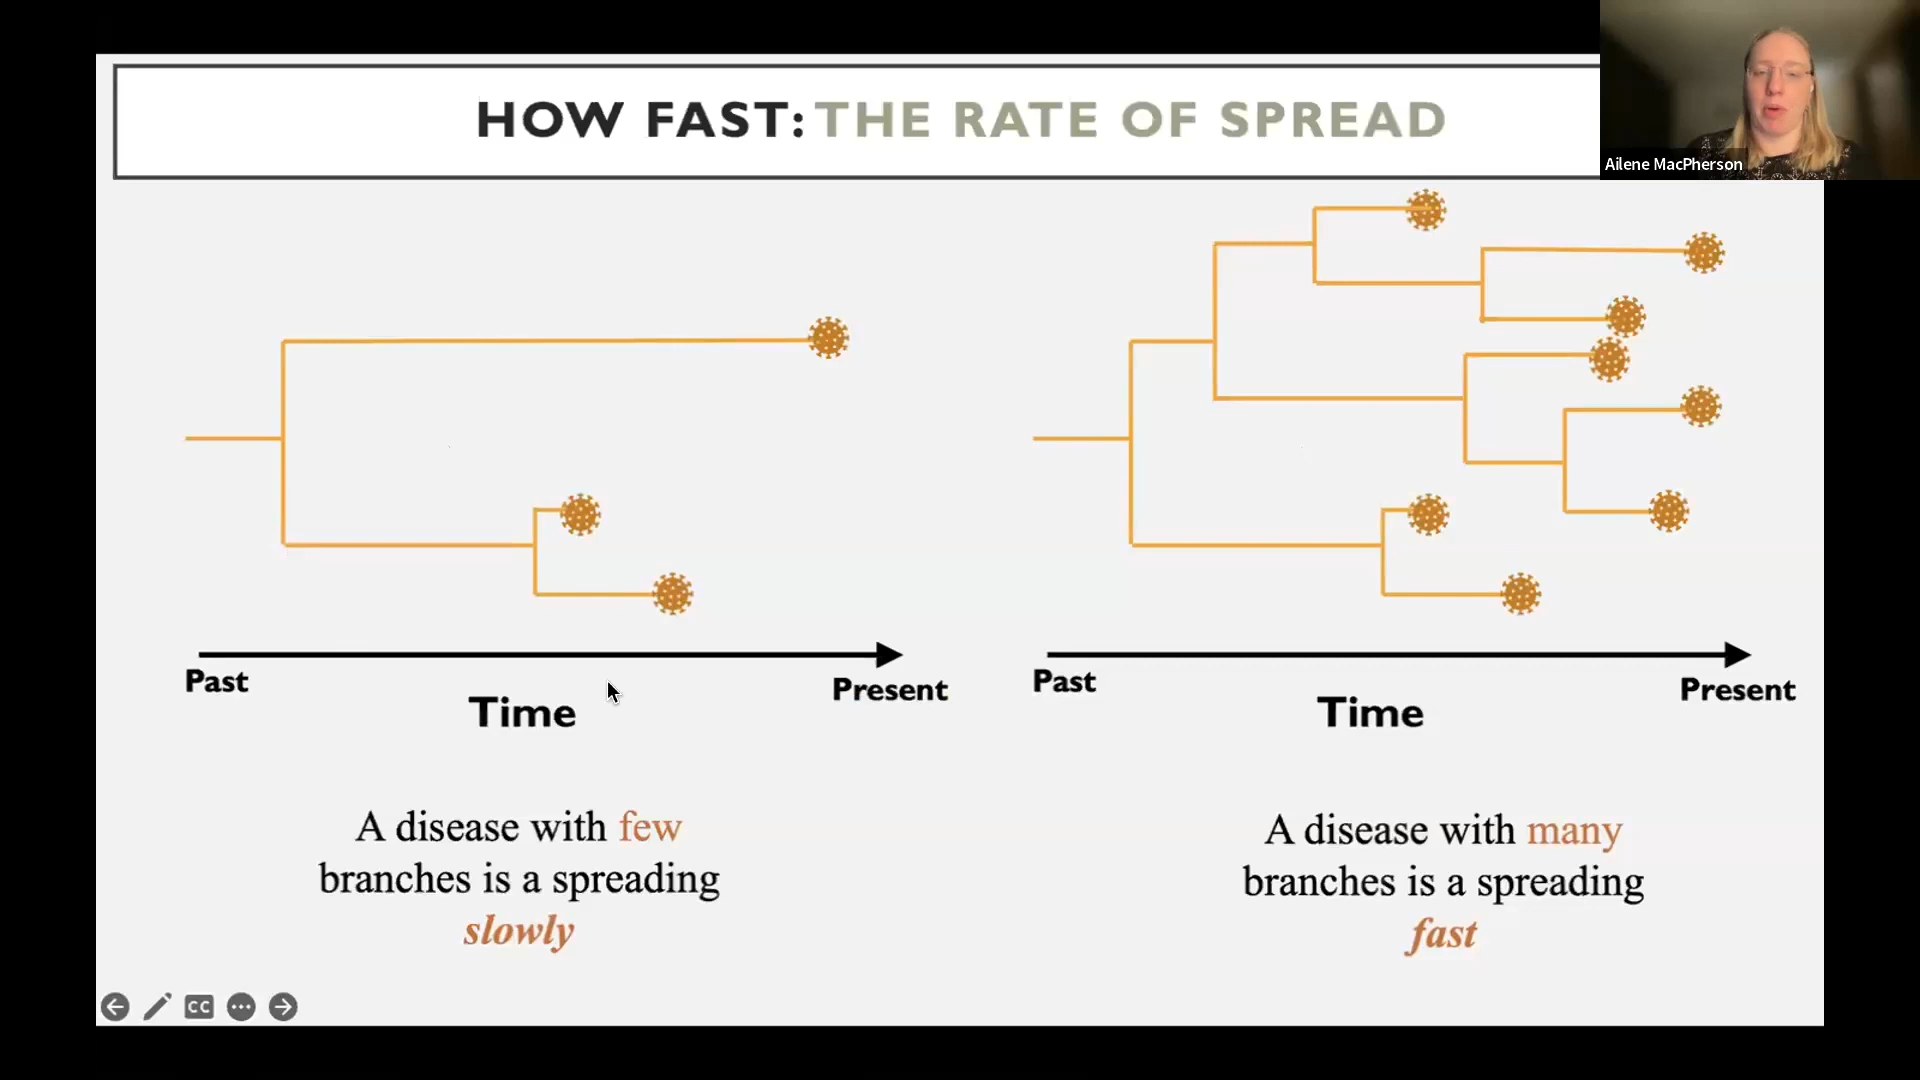 HOW FAST: THE RATE OF SPREAD
Ailene MacPherson
Past
Present
Time
Past
Present
Time
A disease with few
branches is a spreading
slowly
A disease with many
branches is a spreading
fast
CC